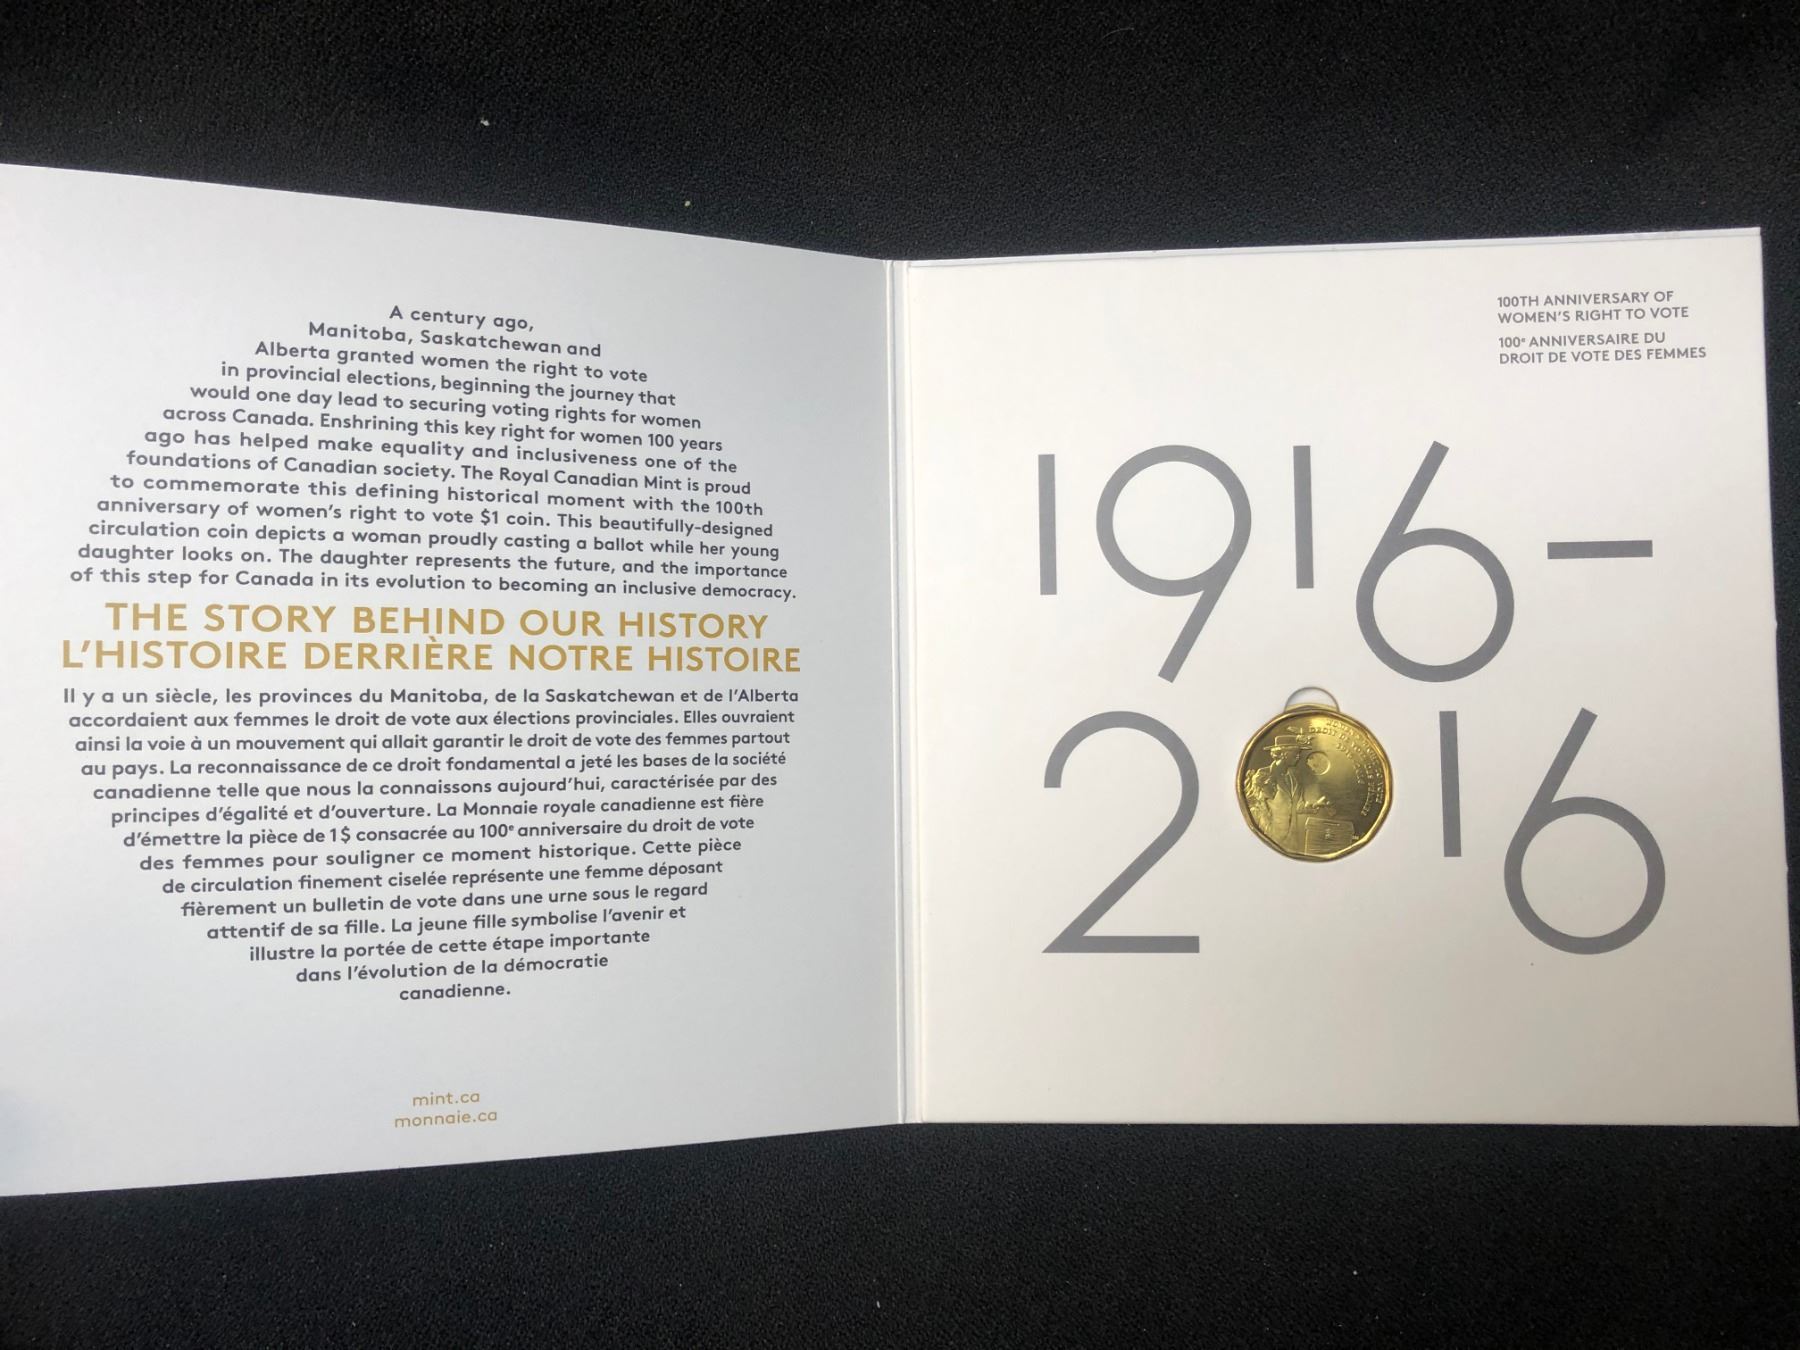 A century ago,
Manitoba, Saskatchewan and
Alberta granted women the right to vote
in provincial elections, beginning the journey that
would one day lead to securing voting rights for women
across Canada. Enshrining this key right for women 100 years
ago has helped make equality and inclusiveness one of the
foundations of Canadian society. The Royal Canadian Mint is proud
to commemorate this defining historical moment with the 100th
anniversary of women's right to vote $1 coin. This beautifully-designed
circulation coin depicts a woman proudly casting a ballot while her young
daughter looks on. The daughter represents the future, and the importance
of this step for Canada in its evolution to becoming an inclusive democracy.
THE STORY BEHIND OUR HISTORY
L'HISTOIRE DERRIÈRE NOTRE HISTOIRE
Il y a un siècle, les provinces du Manitoba, de la Saskatchewan et de l'Alberta
accordaient aux femmes le droit de vote aux élections provinciales. Elles ouvraient
ainsi la voie à un mouvement qui allait garantir le droit de vote des femmes partout
au pays. La reconnaissance de ce droit fondamental a jeté les bases de la société
canadienne telle que nous la connaissons aujourd'hui, caractérisée par des
principes d'égalité et d'ouverture. La Monnaie royale canadienne est fière
d'émettre la pièce de 1 $ consacrée au 100e anniversaire du droit de vote
des femmes pour souligner ce moment historique. Cette pièce
de circulation finement ciselée représente une femme déposant
fièrement un bulletin de vote dans une urne sous le regard
attentif de sa fille. La jeune fille symbolise l'avenir et
illustre la portée de cette étape importante
dans l'évolution de la démocratie
canadienne.
mint.ca
monnaie.ca
100TH ANNIVERSARY OF
WOMEN'S RIGHT TO VOTE
100e ANNIVERSAIRE DU
DROIT DE VOTE DES FEMMES
1916–
2016